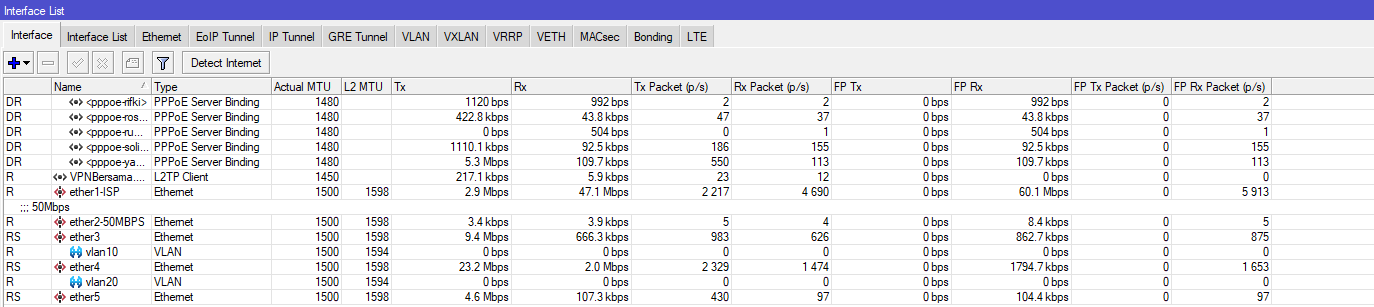 Interface List
Interface Interface List Ethernet EoIP Tunnel IP Tunnel GRE Tunnel VLAN VXLAN VRRP VETH MACsec Bonding LTE
Detect Internet
Name Type Actual MTU L2 MTU Tx Rx Tx Packet (p/s) Rx Packet (p/s) FP Tx FP Rx FP Tx Packet (p/s) FP Rx Packet (p/s)
DR <pppoe-rifki> PPPoE Server Binding 1480 1120 bps 992 bps 2 2 0 bps 992 bps 0 2
DR <pppoe-ros... PPPoE Server Binding 1480 422.8 kbps 43.8 kbps 47 37 0 bps 43.8 kbps 0 37
DR <pppoe-ru... PPPoE Server Binding 1480 0 bps 504 bps 0 1 0 bps 504 bps 0 1
DR <pppoe-soli... PPPoE Server Binding 1480 1110.1 kbps 92.5 kbps 186 155 0 bps 92.5 kbps 0 155
DR <pppoe-ya... PPPoE Server Binding 1480 5.3 Mbps 109.7 kbps 550 113 0 bps 109.7 kbps 0 113
R VPNBersama.... L2TP Client 1450 217.1 kbps 5.9 kbps 23 12 0 bps 0 bps 0 0
R ether1-ISP Ethernet 1500 1598 2.9 Mbps 47.1 Mbps 2 217 4 690 0 bps 60.1 Mbps 0 5 913
;;; 50Mbps
R ether2-50MBPS Ethernet 1500 1598 3.4 kbps 3.9 kbps 5 4 0 bps 8.4 kbps 0 5
RS ether3 Ethernet 1500 1598 9.4 Mbps 666.3 kbps 983 626 0 bps 862.7 kbps 0 875
R vlan10 VLAN 1500 1594 0 bps 0 bps 0 0 0 bps 0 bps 0 0
RS ether4 Ethernet 1500 1598 23.2 Mbps 2.0 Mbps 2 329 1 474 0 bps 1794.7 kbps 0 1 653
R vlan20 VLAN 1500 1594 0 bps 0 bps 0 0 0 bps 0 bps 0 0
RS ether5 Ethernet 1500 1598 4.6 Mbps 107.3 kbps 430 97 0 bps 104.4 kbps 0 97